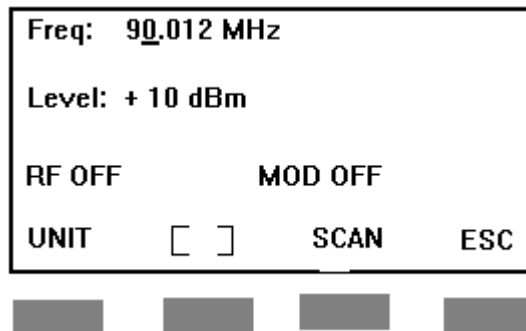 Freq: 90.012 MHz
Level: + 10 dBm
RF OFF MOD OFF
UNIT [ ] SCAN ESC